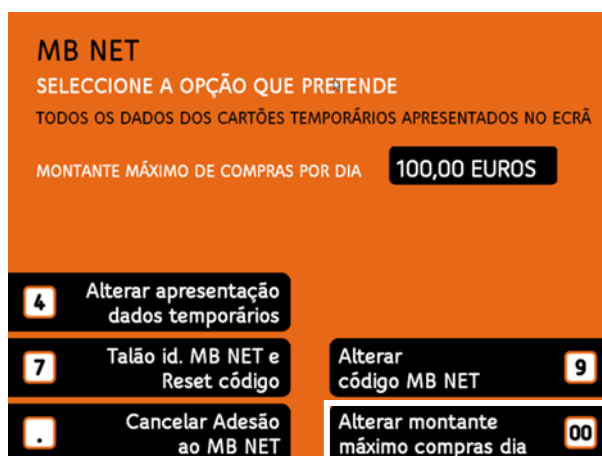 MB NET
SELECCIONE A OPÇÃO QUE PRETENDE
TODOS OS DADOS DOS CARTÕES TEMPORÁRIOS APRESENTADOS NO ECRÃ
MONTANTE MÁXIMO DE COMPRAS POR DIA 100,00 EUROS
4 Alterar apresentação
dados temporários
7 Talão id. MB NET e
Reset código
Alterar
código MB NET 9
. Cancelar Adesão
ao MB NET
Alterar montante
máximo compras dia 00